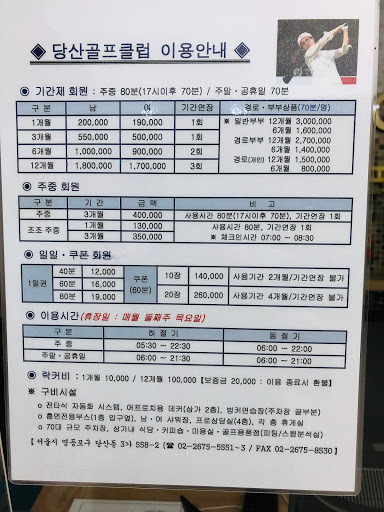 ◈ 당산골프클럽 이용안내 ◈
⊙ 기간제 회원 : 주중 80분(17시이후 70분) / 주말·공휴일 70분
구 분 남 여 기간연장 경로·부부상품(70분/일)
1개월 200,000 190,000 1회 ※ 일반부부 12개월 3,000,000
6개월 1,600,000
3개월 550,000 500,000 1회 경로부부 12개월 2,700,000
6개월 1,000,000 900,000 2회 6개월 1,400,000
경로(개인) 12개월 1,500,000
12개월 1,800,000 1,700,000 3회 6개월 800,000
⊙ 주중 회원
구 분 기 간 금 액 비 고
주중 3개월 400,000 사용시간 80분(17시이후 70분), 기간연장 1회
조조 주중 1개월 130,000 사용시간 80분, 기간연장 1회
3개월 350,000 ※ 체크인시간 07:00 ~ 08:30
⊙ 일일·쿠폰 회원
1일권 40분 12,000 쿠폰 (60분) 10장 140,000 사용기간 2개월/기간연장 불가
60분 16,000
80분 19,000 20장 260,000 사용기간 4개월/기간연장 불가
⊙ 이용시간(휴장일 : 매월 둘째주 목요일)
구 분 하 절 기 동 절 기
주 중 05:30 ~ 22:30 06:00 ~ 22:00
주말·공휴일 06:00 ~ 21:30 06:00 ~ 21:00
⊙ 락카비 : 1개월 10,000 / 12개월 100,000 【보증금 20,000 : 이용 종료시 환불】
※ 구비시설
o 전타석 자동화 시스템, 어프로치용 데커(상가 2층), 벙커연습장(주차장 끝부분)
o 흡연전용부스(1층 입구옆), 남·여 샤워장, 프로상담실(4층), 각 층 휴게실
o 70대 규모 주차장, 상가내 식당·커피숍·미용실·골프용품점(피팅/스윙분석실)
【서울시 영등포구 당산동 3가 558-2 (☎ 02-2675-5551~3 / FAX 02-2675-8530】